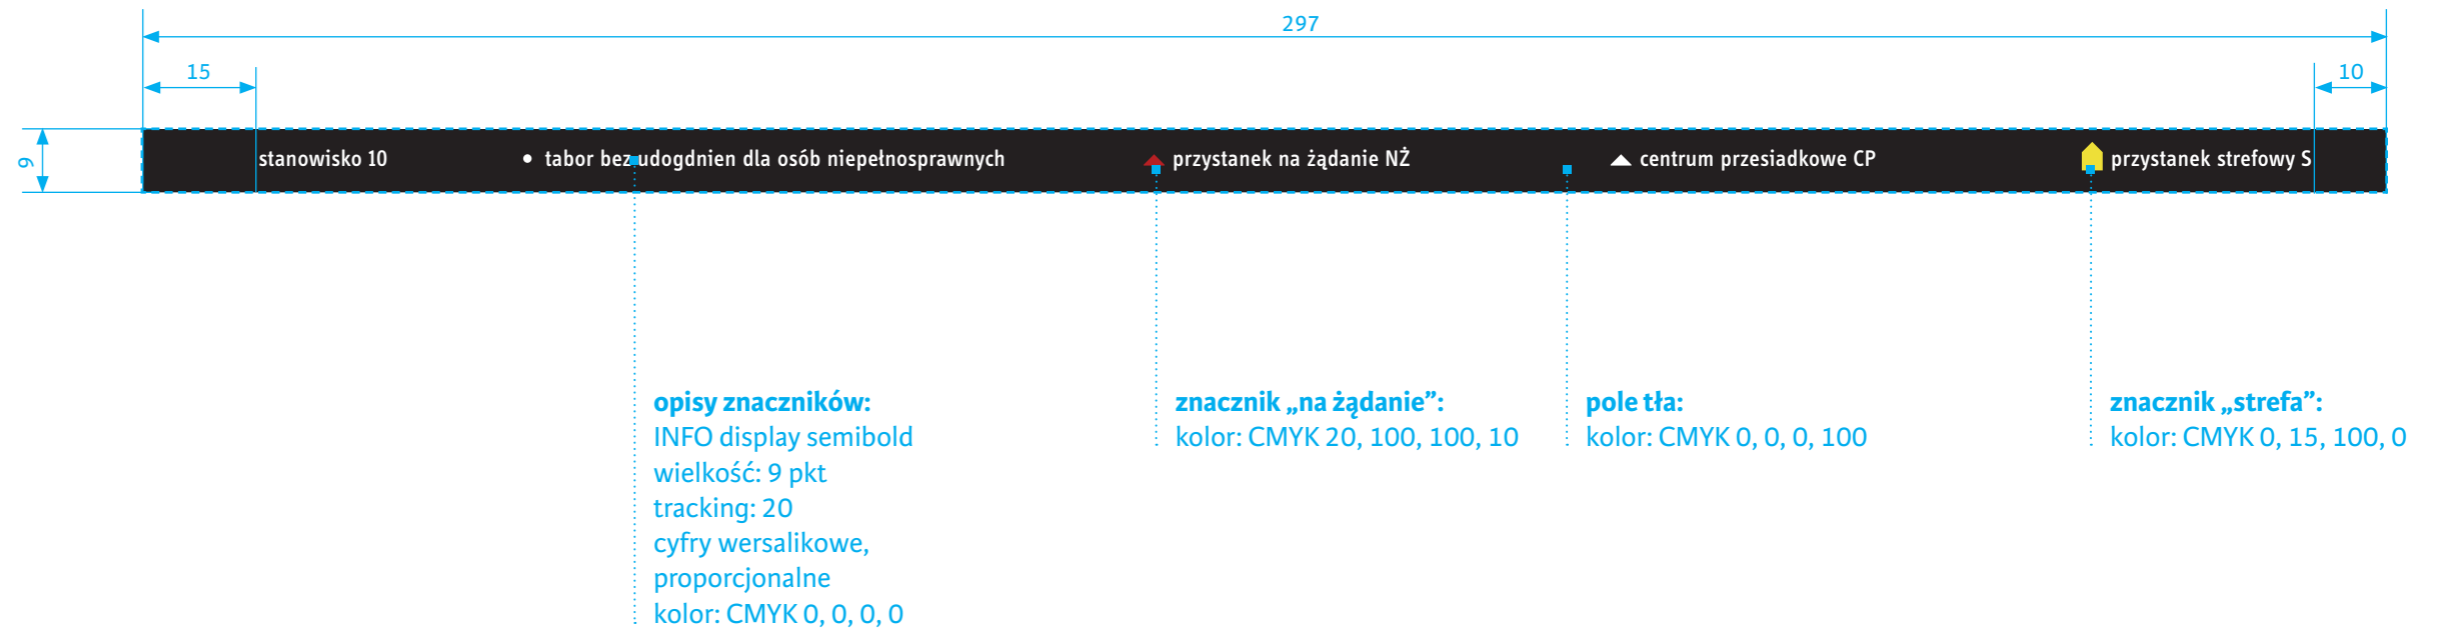 297
15
10
9
stanowisko 10 • tabor bez udogdnien dla osób niepełnosprawnych przystanek na żądanie NŻ centrum przesiadkowe CP przystanek strefowy S
opisy znaczników:
INFO display semibold
wielkość: 9 pkt
tracking: 20
cyfry wersalikowe,
proporcjonalne
kolor: CMYK 0, 0, 0, 0
znacznik „na żądanie”:
kolor: CMYK 20, 100, 100, 10
pole tła:
kolor: CMYK 0, 0, 0, 100
znacznik „strefa”:
kolor: CMYK 0, 15, 100, 0